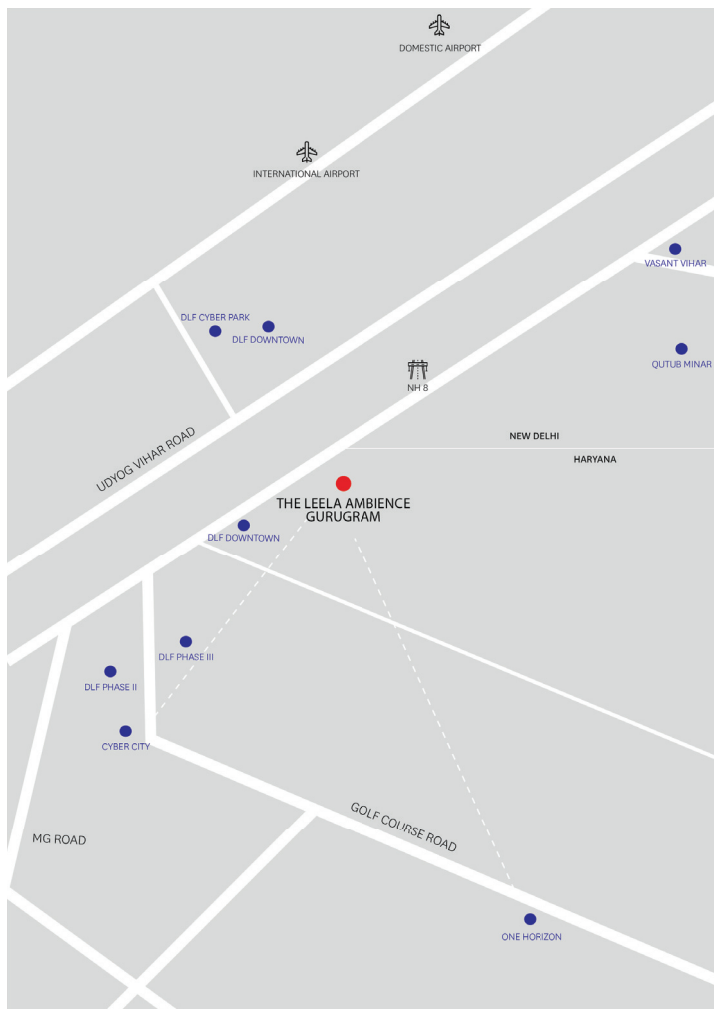 DOMESTIC AIRPORT
INTERNATIONAL AIRPORT
VASANT VIHAR
DLF CYBER PARK
DLF DOWNTOWN
QUTUB MINAR
NH 8
UDYOG VIHAR ROAD
NEW DELHI
HARYANA
THE LEELA AMBIENCE
GURUGRAM
DLF DOWNTOWN
DLF PHASE III
DLF PHASE II
CYBER CITY
GOLF COURSE ROAD
MG ROAD
ONE HORIZON